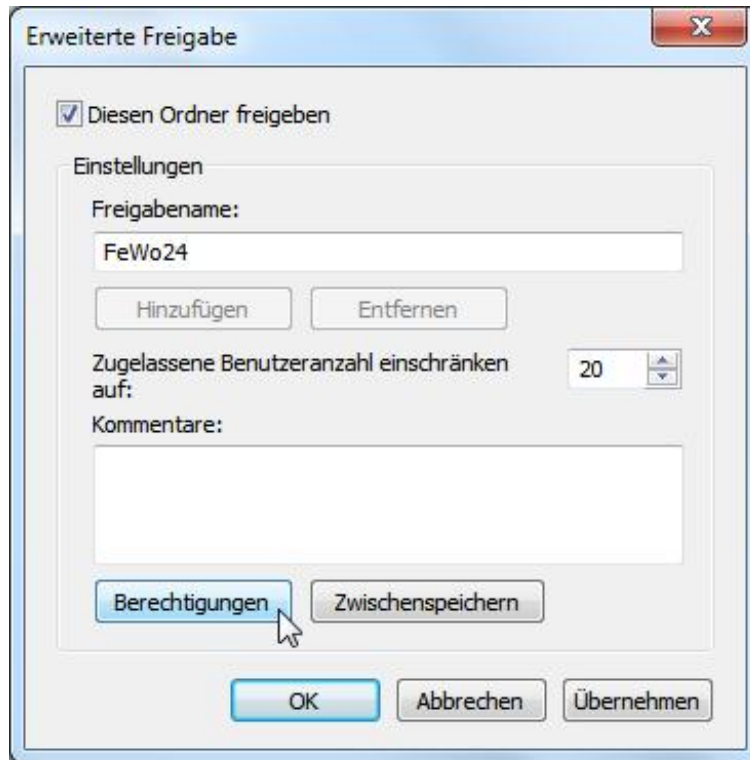 Erweiterte Freigabe
Diesen Ordner freigeben
Einstellungen
Freigabename:
FeWo24
Hinzufügen Entfernen
Zugelassene Benutzeranzahl einschränken
auf: 20
Kommentare:
Berechtigungen Zwischenspeichern
OK Abbrechen Übernehmen